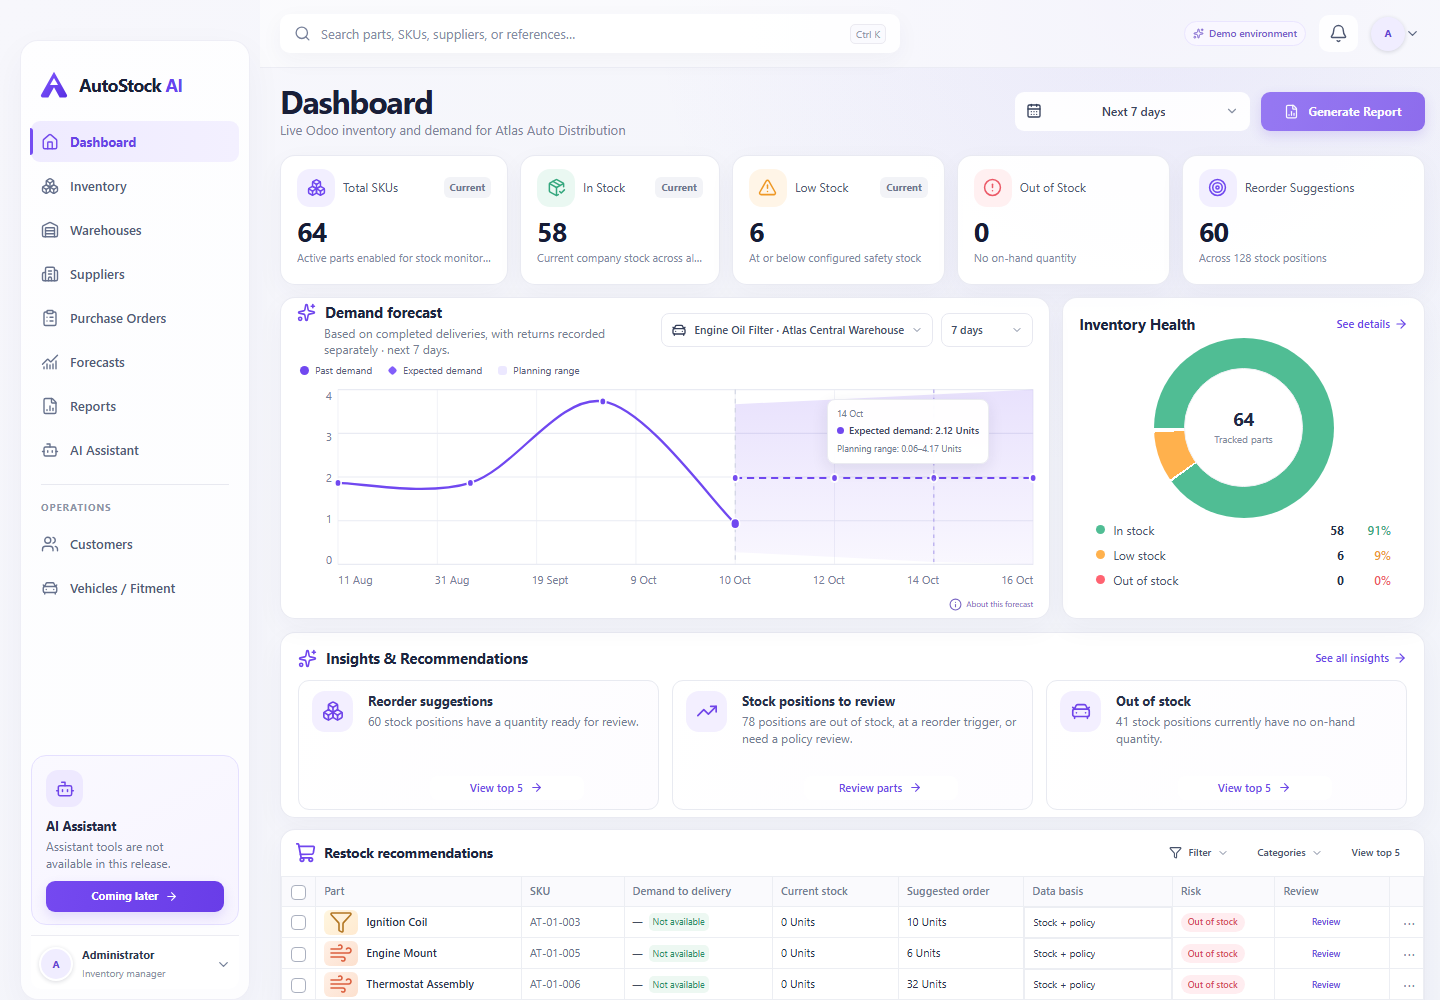 AutoStock AI
Dashboard
Inventory
Warehouses
Suppliers
Purchase Orders
Forecasts
Reports
AI Assistant
OPERATIONS
Customers
Vehicles / Fitment
AI Assistant
Assistant tools are not
available in this release.
Coming later
A
Administrator
Inventory manager
Search parts, SKUs, suppliers, or references...
Ctrl K
Demo environment
A
Dashboard
Live Odoo inventory and demand for Atlas Auto Distribution
Next 7 days
Generate Report
Total SKUs
Current
64
Active parts enabled for stock monitor...
In Stock
Current
58
Current company stock across al...
Low Stock
Current
6
At or below configured safety stock
Out of Stock
0
No on-hand quantity
Reorder Suggestions
60
Across 128 stock positions
Demand forecast
Based on completed deliveries, with returns recorded
separately · next 7 days.
Engine Oil Filter · Atlas Central Warehouse
7 days
Past demand
Expected demand
Planning range
4
3
2
1
0
14 Oct
Expected demand: 2.12 Units
Planning range: 0.06–4.17 Units
11 Aug
31 Aug
19 Sept
9 Oct
10 Oct
12 Oct
14 Oct
16 Oct
About this forecast
Inventory Health
See details
64
Tracked parts
In stock 58 91%
Low stock 6 9%
Out of stock 0 0%
Insights & Recommendations
See all insights
Reorder suggestions
60 stock positions have a quantity ready for review.
View top 5
Stock positions to review
78 positions are out of stock, at a reorder trigger, or
need a policy review.
Review parts
Out of stock
41 stock positions currently have no on-hand
quantity.
View top 5
Restock recommendations
Filter
Categories
View top 5
Part SKU Demand to delivery Current stock Suggested order Data basis Risk Review
Ignition Coil AT-01-003 — Not available 0 Units 10 Units Stock + policy Out of stock Review ...
Engine Mount AT-01-005 — Not available 0 Units 6 Units Stock + policy Out of stock Review ...
Thermostat Assembly AT-01-006 — Not available 0 Units 32 Units Stock + policy Out of stock Review ...